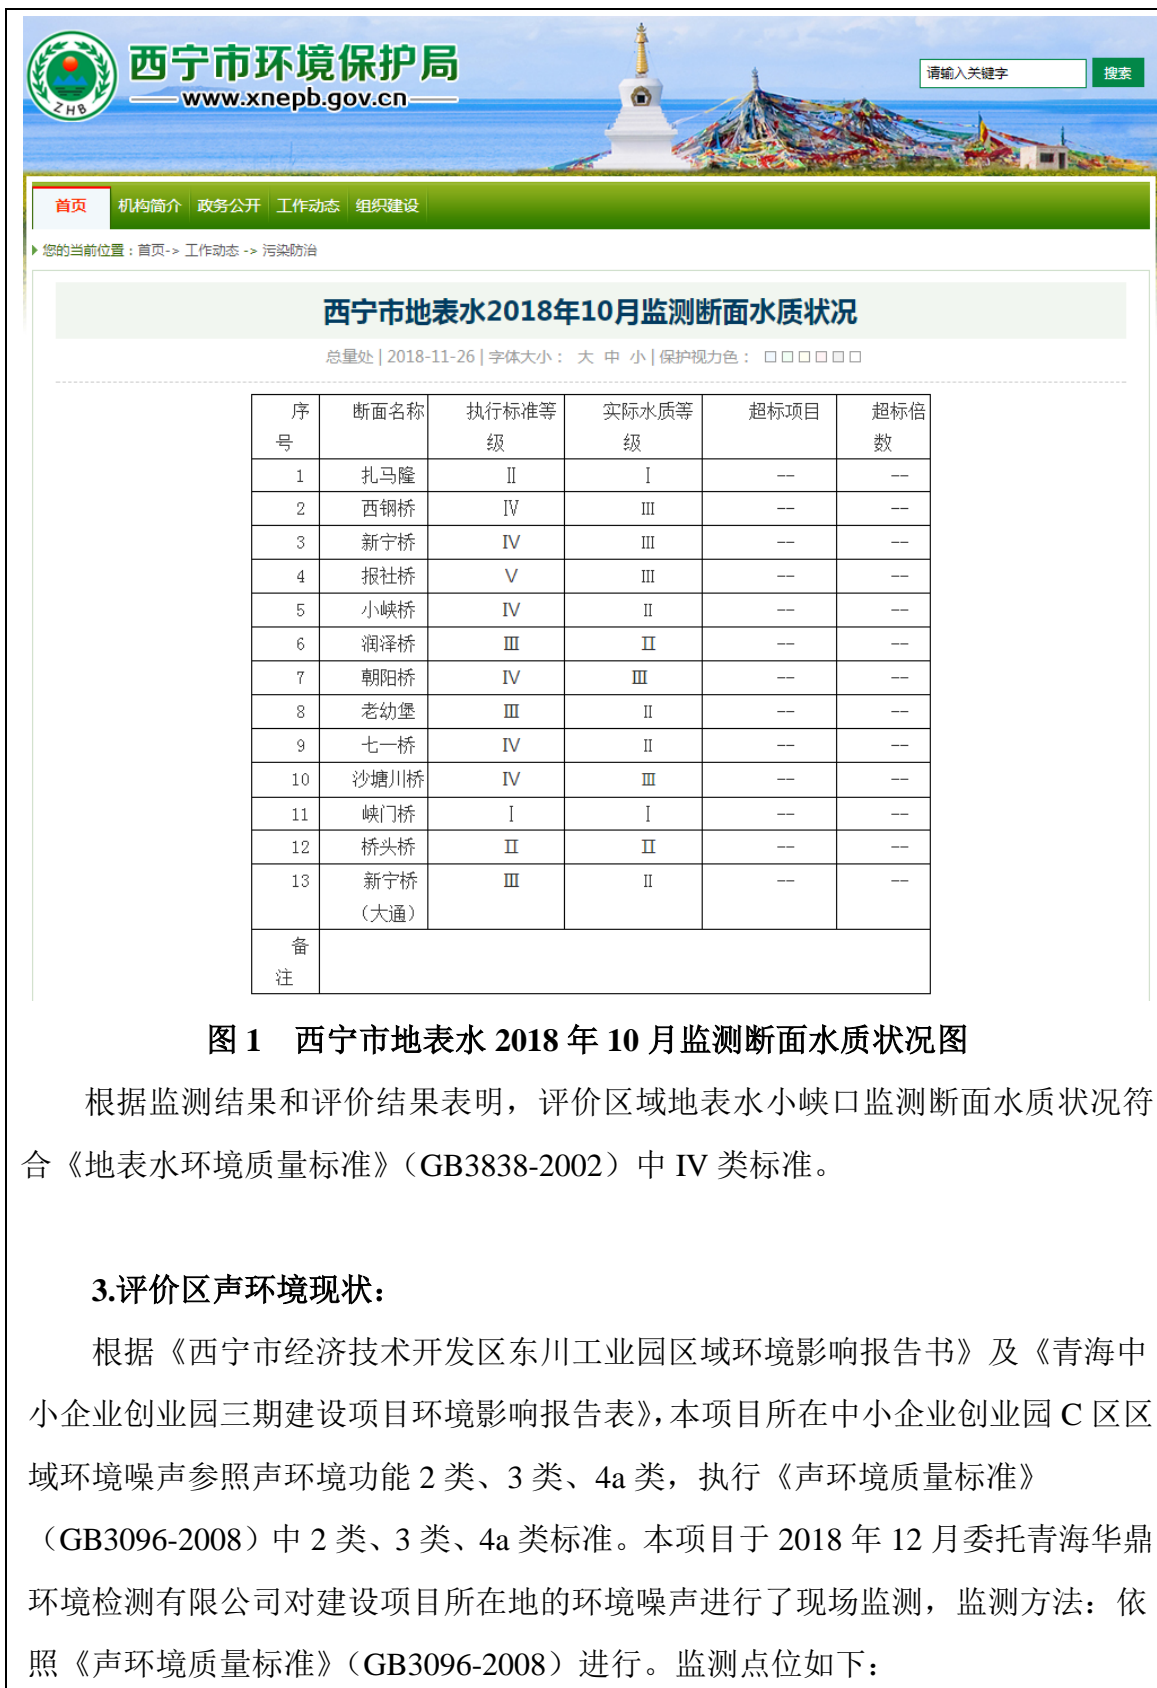 西宁市环境保护局
www.xnepb.gov.cn
ZHB
请输入关键字 搜索
首页 机构简介 政务公开 工作动态 组织建设
您的当前位置：首页-> 工作动态 -> 污染防治
西宁市地表水2018年10月监测断面水质状况
总量处 | 2018-11-26 | 字体大小： 大 中 小 | 保护视力色：
序号 断面名称 执行标准等级 实际水质等级 超标项目 超标倍数
1 扎马隆 Ⅱ Ⅰ —— ——
2 西钢桥 Ⅳ Ⅲ —— ——
3 新宁桥 Ⅳ Ⅲ —— ——
4 报社桥 Ⅴ Ⅲ —— ——
5 小峡桥 Ⅳ Ⅱ —— ——
6 润泽桥 Ⅲ Ⅱ —— ——
7 朝阳桥 Ⅳ Ⅲ —— ——
8 老幼堡 Ⅲ Ⅱ —— ——
9 七一桥 Ⅳ Ⅱ —— ——
10 沙塘川桥 Ⅳ Ⅲ —— ——
11 峡门桥 Ⅰ Ⅰ —— ——
12 桥头桥 Ⅱ Ⅱ —— ——
13 新宁桥（大通） Ⅲ Ⅱ —— ——
备注
图 1 西宁市地表水 2018 年 10 月监测断面水质状况图
根据监测结果和评价结果表明，评价区域地表水小峡口监测断面水质状况符
合《地表水环境质量标准》（GB3838-2002）中 IV 类标准。
3.评价区声环境现状：
根据《西宁市经济技术开发区东川工业园区域环境影响报告书》及《青海中
小企业创业园三期建设项目环境影响报告表》，本项目所在中小企业创业园 C 区区
域环境噪声参照声环境功能 2 类、3 类、4a 类，执行《声环境质量标准》
（GB3096-2008）中 2 类、3 类、4a 类标准。本项目于 2018 年 12 月委托青海华鼎
环境检测有限公司对建设项目所在地的环境噪声进行了现场监测，监测方法：依
照《声环境质量标准》（GB3096-2008）进行。监测点位如下：